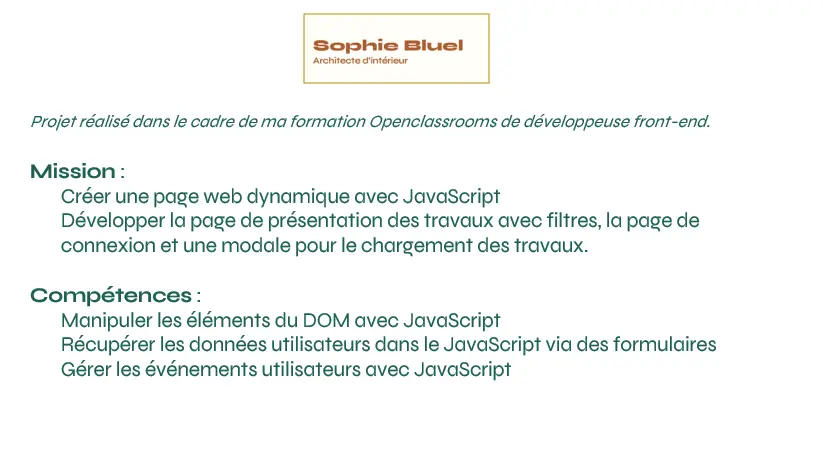 Sophie Bluel
Architecte d'intérieur
Projet réalisé dans le cadre de ma formation Openclassrooms de développeuse front-end.
Mission :
Créer une page web dynamique avec JavaScript
Développer la page de présentation des travaux avec filtres, la page de
connexion et une modale pour le chargement des travaux.
Compétences :
Manipuler les éléments du DOM avec JavaScript
Récupérer les données utilisateurs dans le JavaScript via des formulaires
Gérer les événements utilisateurs avec JavaScript